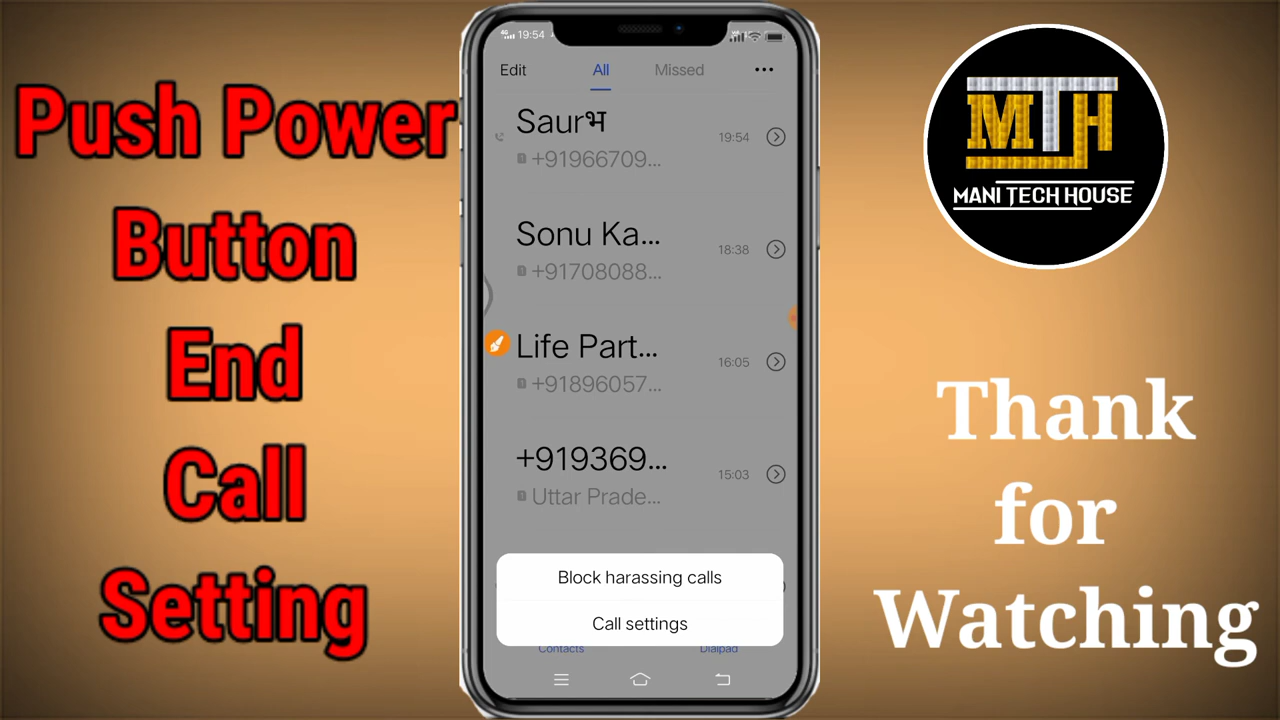 Push Power
Button
End
Call
Setting
19:54
Edit
All
Missed
Saurभ
19:54
+91966709...
Sonu Ka...
18:38
+91708088...
Life Part...
16:05
+91896057...
+919369...
15:03
Uttar Prade...
Block harassing calls
Call settings
Contacts
Dialpad
MTH
MANI TECH HOUSE
Thank
for
Watching